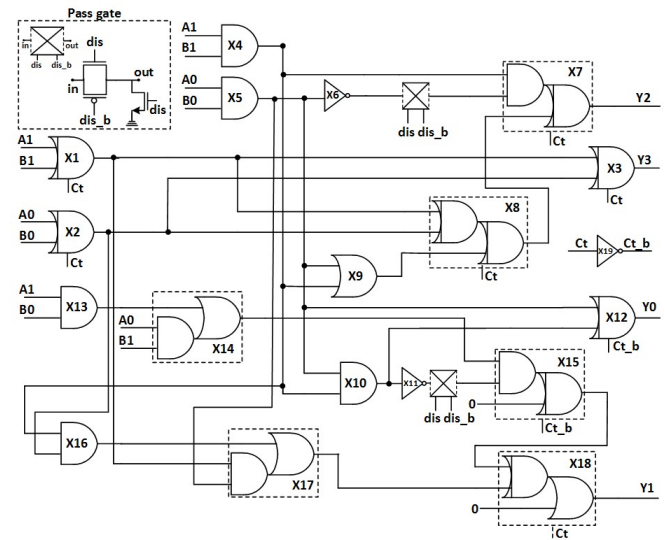 Pass gate
in
out
dis
dis_b
dis
in
out
dis
dis_b
A1
B1
X4
A0
B0
X5
X6
dis dis_b
X7
Ct
Y2
A1
B1
X1
Ct
X3
Ct
Y3
A0
B0
X2
Ct
X8
Ct
Ct
X19
Ct_b
X9
A1
B0
X13
A0
B1
X14
X12
Y0
Ct_b
X10
X11
dis dis_b
X15
0
Ct_b
X16
X17
X18
0
Y1
Ct